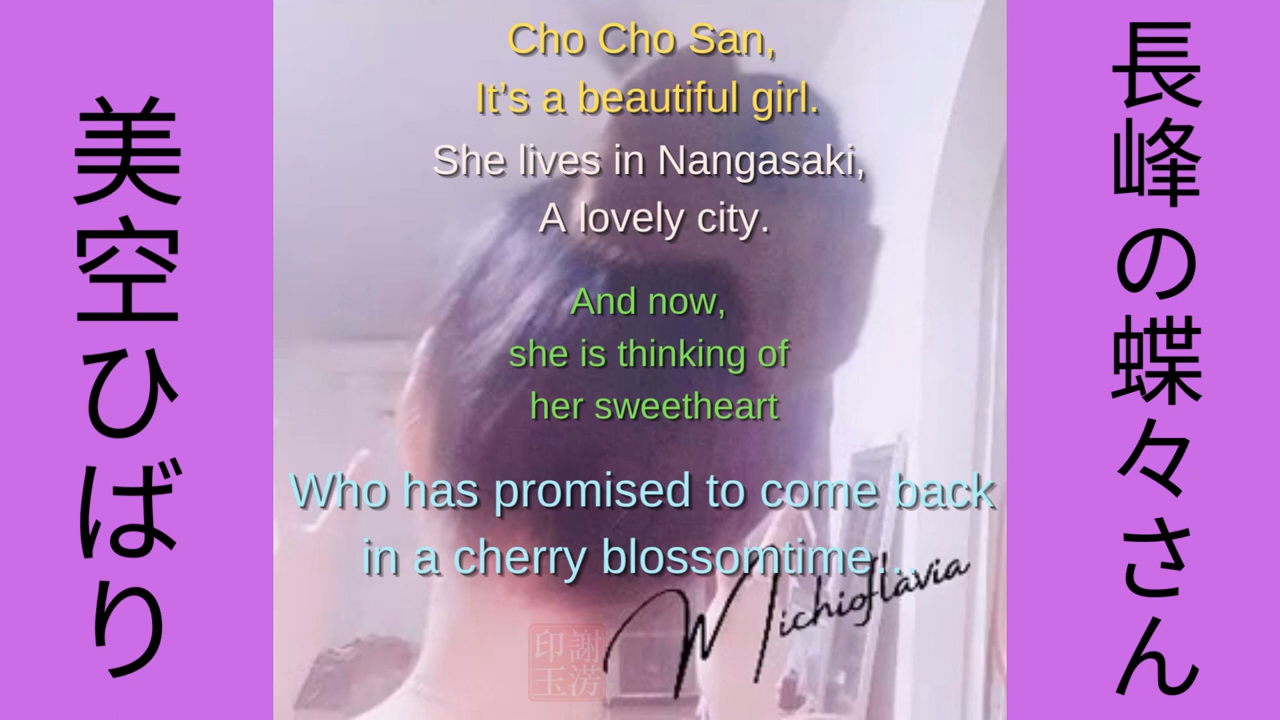 長峰の蝶々さん
美空ひばり
Cho Cho San,
It's a beautiful girl.
She lives in Nangasaki,
A lovely city.
And now,
she is thinking of
her sweetheart
Who has promised to come back
in a cherry blossomtime...
Michioflavia
謝澇
印玉